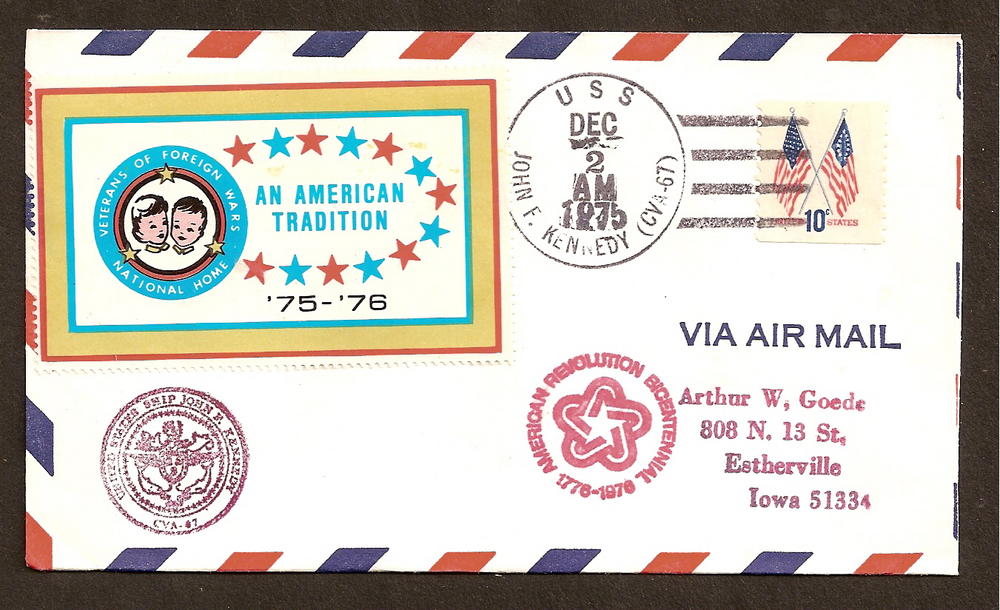 VETERANS OF FOREIGN WARS
NATIONAL HOME
AN AMERICAN
TRADITION
'75-'76
USS
JOHN F. KENNEDY (CVA-67)
DEC
2
AM
1975
10c
STATES
VIA AIR MAIL
UNITED STATES SHIP JOHN F. KENNEDY
CVA-67
AMERICAN REVOLUTION BICENTENNIAL
1776-1976
Arthur W, Goede
808 N. 13 St,
Estherville
Iowa 51334